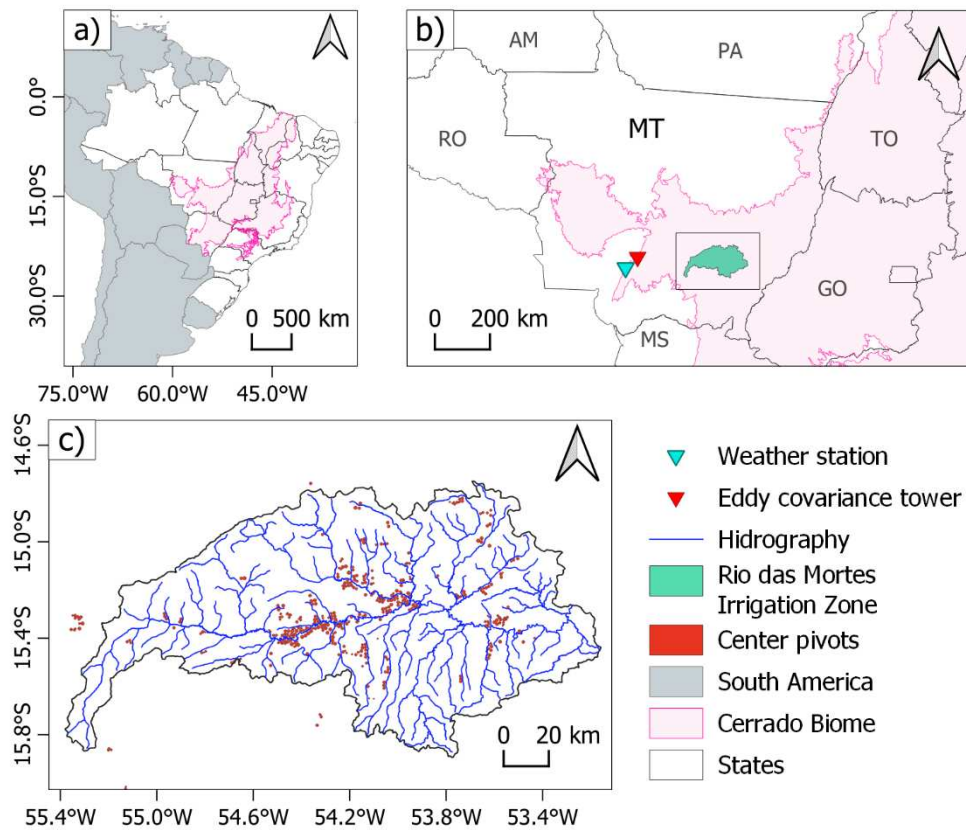 a)
0.0°
15.0°S
30.0°S
0 500 km
75.0°W 60.0°W 45.0°W
b)
AM
PA
RO
MT
TO
GO
MS
0 200 km
c)
14.6°S
15.0°S
15.4°S
15.8°S
0 20 km
55.4°W 55.0°W 54.6°W 54.2°W 53.8°W 53.4°W
Weather station
Eddy covariance tower
Hidrography
Rio das Mortes
Irrigation Zone
Center pivots
South America
Cerrado Biome
States